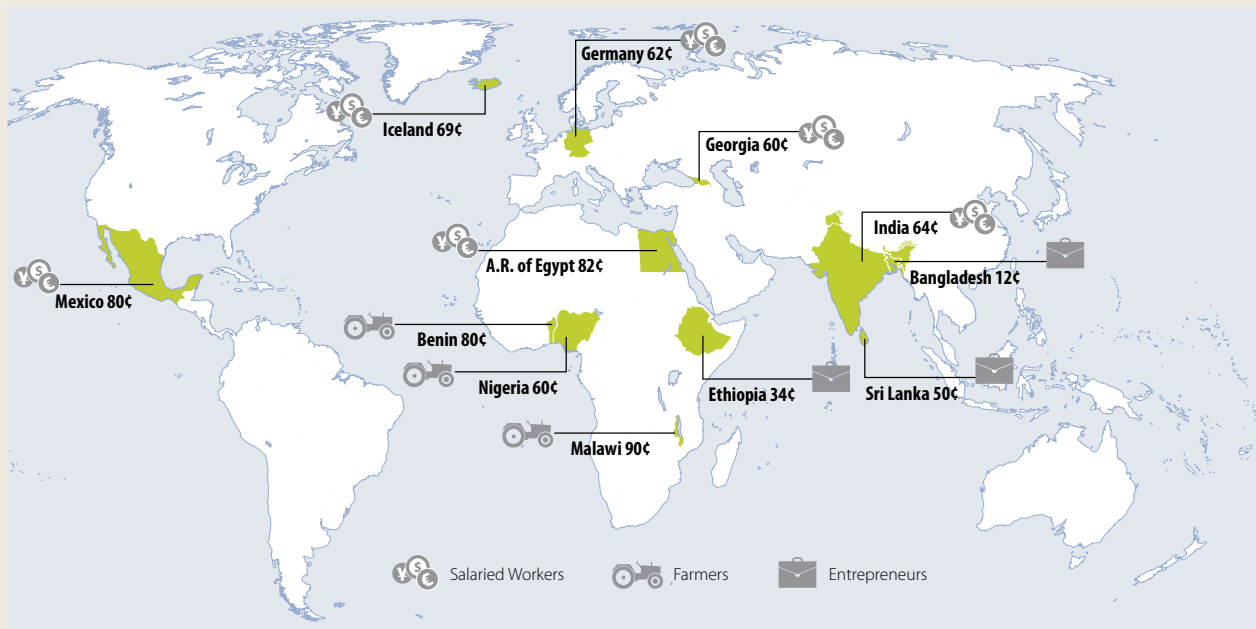 Germany 62¢
Iceland 69¢
Georgia 60¢
India 64¢
A.R. of Egypt 82¢
Bangladesh 12¢
Mexico 80¢
Benin 80¢
Nigeria 60¢
Ethiopia 34¢
Sri Lanka 50¢
Malawi 90¢
¥ $ € Salaried Workers
Farmers
Entrepreneurs